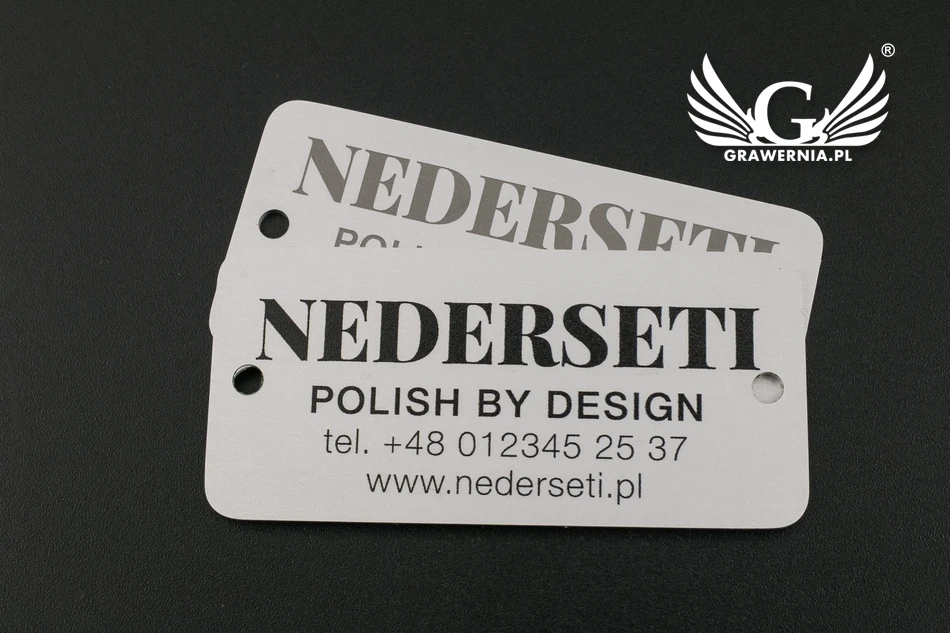 G
®
GRAWERNIA.PL
NEDERSETI
NEDERSETI
POLISH BY DESIGN
tel. +48 012345 25 37
www.nederseti.pl